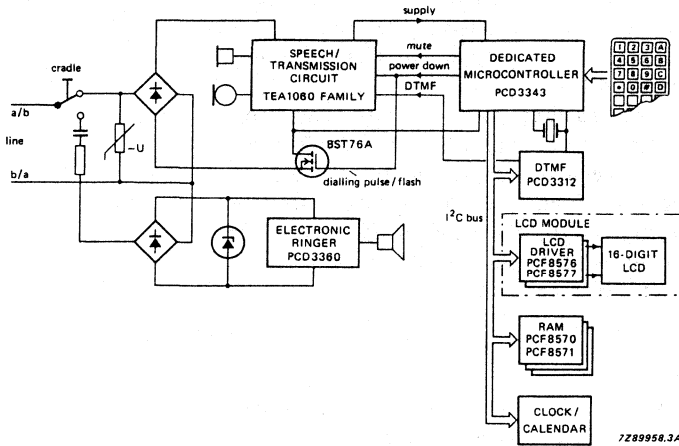 supply
SPEECH/
TRANSMISSION
CIRCUIT
TEA1060 FAMILY
mute
power down
DTMF
DEDICATED
MICROCONTROLLER
PCD3343
1 2 3 A
4 5 6 B
7 8 9 C
* 0 # D
cradle
a/b
line
b/a
-U
BST76A
dialling pulse/flash
DTMF
PCD3312
I²C bus
ELECTRONIC
RINGER
PCD3360
LCD MODULE
LCD
DRIVER
PCF8576
PCF8577
16-DIGIT
LCD
RAM
PCF8570
PCF8571
CLOCK/
CALENDAR
7Z89958.3A